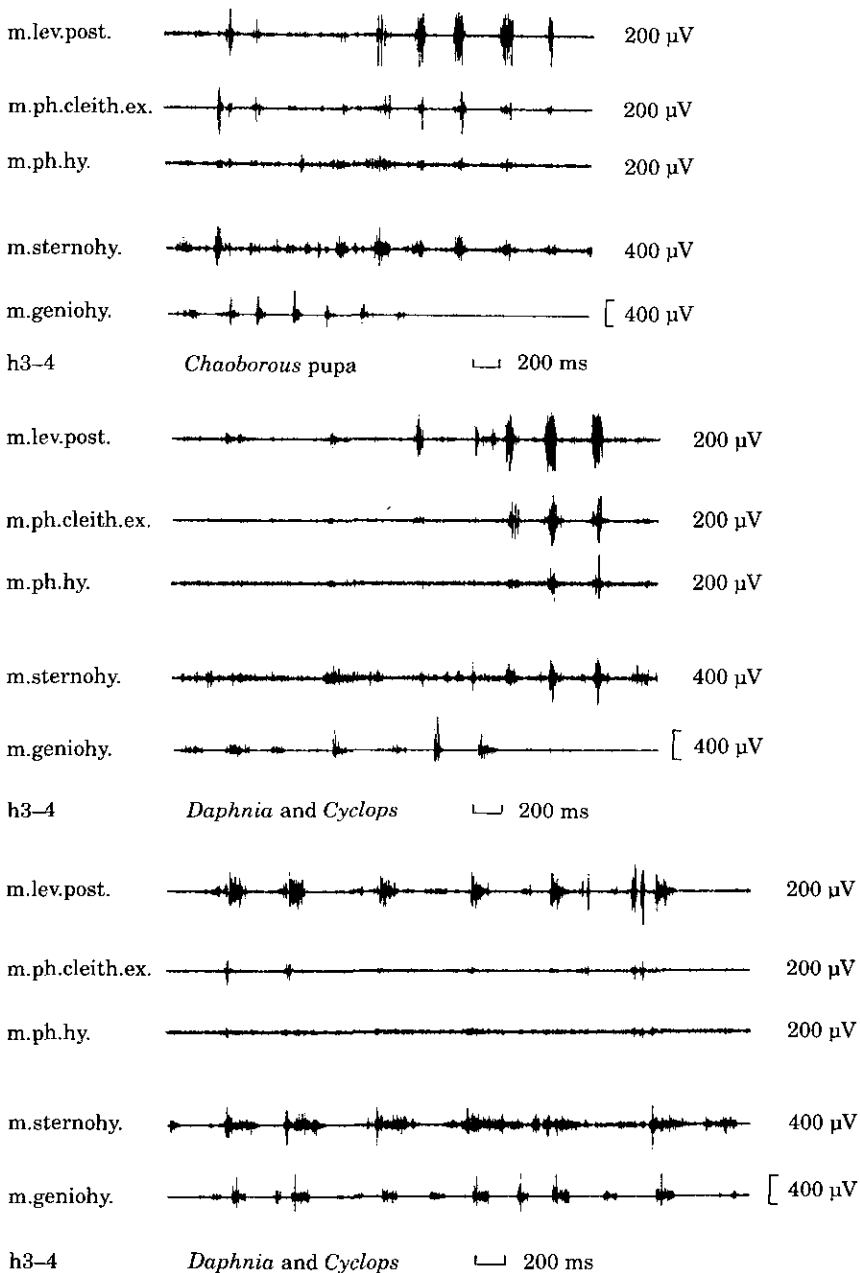 m.lev.post. 200 µV
m.ph.cleith.ex. 200 µV
m.ph.hy. 200 µV
m.sternohy. 400 µV
m.geniohy. [ 400 µV
h3–4 Chaoborous pupa 200 ms
m.lev.post. 200 µV
m.ph.cleith.ex. 200 µV
m.ph.hy. 200 µV
m.sternohy. 400 µV
m.geniohy. [ 400 µV
h3–4 Daphnia and Cyclops 200 ms
m.lev.post. 200 µV
m.ph.cleith.ex. 200 µV
m.ph.hy. 200 µV
m.sternohy. 400 µV
m.geniohy. [ 400 µV
h3–4 Daphnia and Cyclops 200 ms